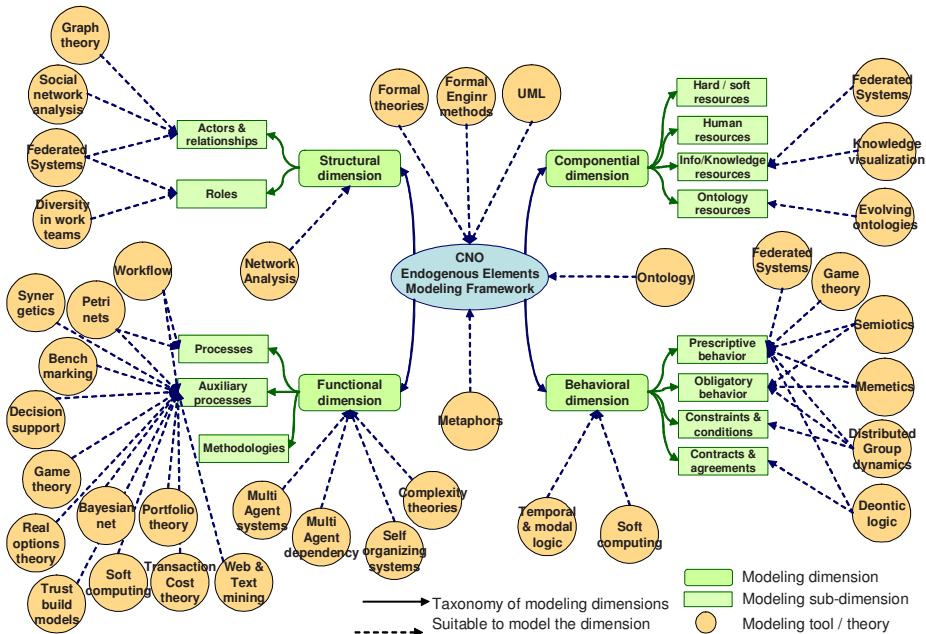 Graph
theory
Social
network
analysis
Federated
Systems
Diversity
in work
teams
Actors &
relationships
Roles
Structural
dimension
Network
Analysis
Formal
theories
Formal
Enginr
methods
UML
Componential
dimension
Hard / soft
resources
Human
resources
Info/Knowledge
resources
Ontology
resources
Federated
Systems
Knowledge
visualization
Evolving
ontologies
CNO
Endogenous Elements
Modeling Framework
Ontology
Metaphors
Workflow
Syner
getics
Petri
nets
Bench
marking
Decision
support
Game
theory
Real
options
theory
Trust
build
models
Bayesian
net
Soft
computing
Portfolio
theory
Transaction
Cost
theory
Web &
Text
mining
Processes
Auxiliary
processes
Methodologies
Functional
dimension
Multi
Agent
systems
Multi
Agent
dependency
Self
organizing
systems
Complexity
theories
Behavioral
dimension
Temporal
& modal
logic
Soft
computing
Prescriptive
behavior
Obligatory
behavior
Constraints &
conditions
Contracts &
agreements
Federated
Systems
Game
theory
Semiotics
Memetics
Distributed
Group
dynamics
Deontic
logic
Taxonomy of modeling dimensions
Suitable to model the dimension
Modeling dimension
Modeling sub-dimension
Modeling tool / theory